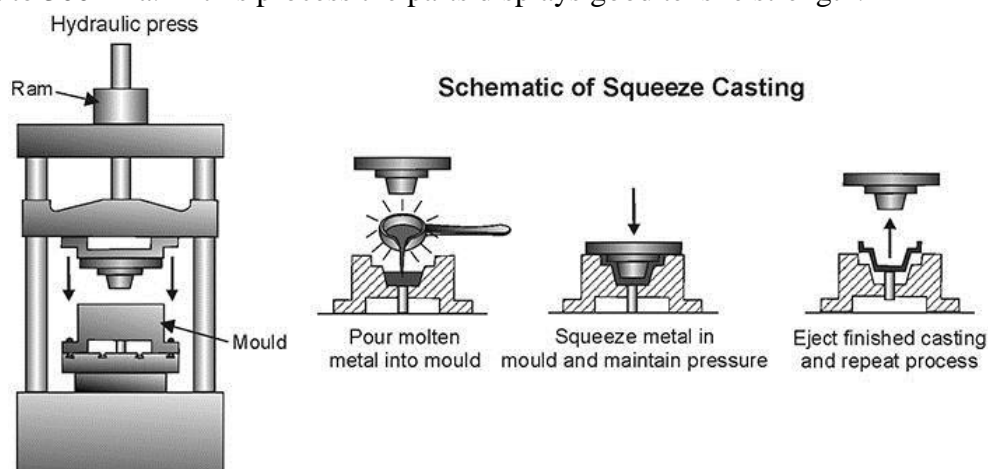 Hydraulic press
Ram
Mould
Schematic of Squeeze Casting
Pour molten
metal into mould
Squeeze metal in
mould and maintain pressure
Eject finished casting
and repeat process